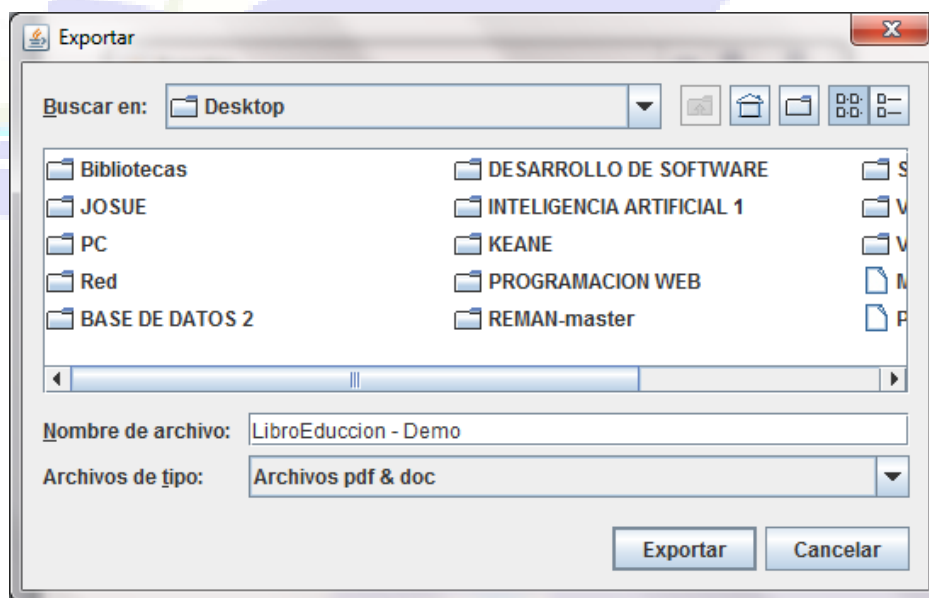 Exportar
Buscar en: Desktop
Bibliotecas
JOSUE
PC
Red
BASE DE DATOS 2
DESARROLLO DE SOFTWARE
INTELIGENCIA ARTIFICIAL 1
KEANE
PROGRAMACION WEB
REMAN-master
Nombre de archivo: LibroEduccion - Demo
Archivos de tipo: Archivos pdf & doc
Exportar Cancelar